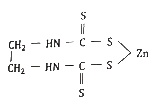 S
CH₂ – HN – C – S
Zn
CH₂ – HN – C – S
S